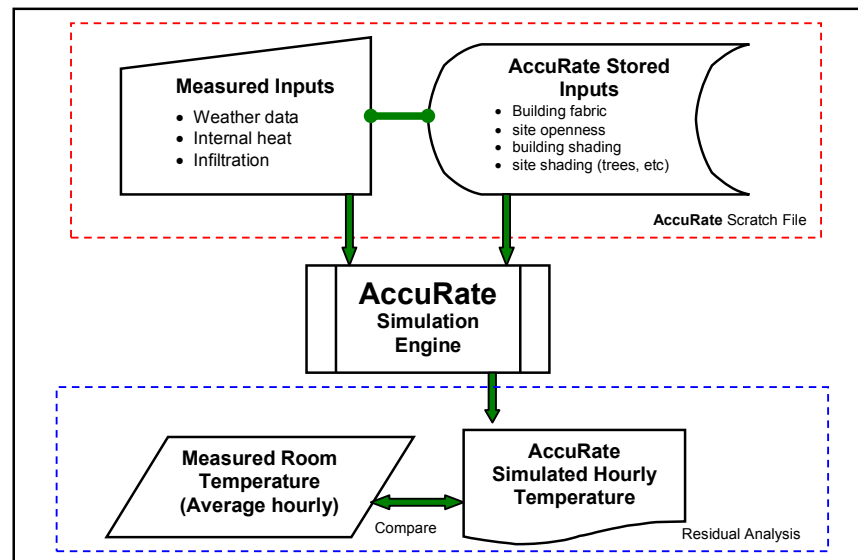 Measured Inputs
• Weather data
• Internal heat
• Infiltration
AccuRate Stored
Inputs
• Building fabric
• site openness
• building shading
• site shading (trees, etc)
AccuRate Scratch File
AccuRate
Simulation
Engine
Measured Room
Temperature
(Average hourly)
Compare
AccuRate
Simulated Hourly
Temperature
Residual Analysis